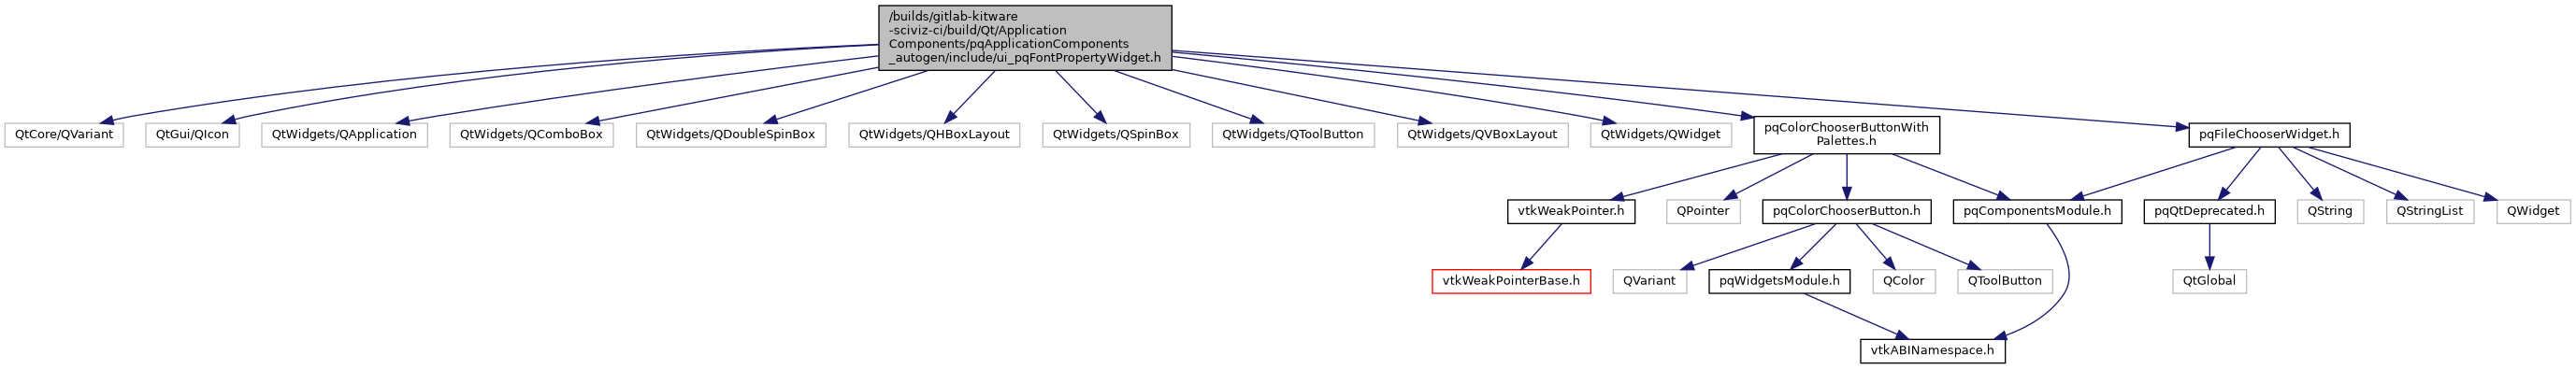 /builds/gitlab-kitware
-sciviz-ci/build/Qt/Application
Components/pqApplicationComponents
_autogen/include/ui_pqFontPropertyWidget.h
QtCore/QVariant
QtGui/QIcon
QtWidgets/QApplication
QtWidgets/QComboBox
QtWidgets/QDoubleSpinBox
QtWidgets/QHBoxLayout
QtWidgets/QSpinBox
QtWidgets/QToolButton
QtWidgets/QVBoxLayout
QtWidgets/QWidget
pqColorChooserButtonWith
Palettes.h
pqFileChooserWidget.h
vtkWeakPointer.h
QPointer
pqColorChooserButton.h
pqComponentsModule.h
pqQtDeprecated.h
QString
QStringList
QWidget
vtkWeakPointerBase.h
QVariant
pqWidgetsModule.h
QColor
QToolButton
QtGlobal
vtkABINamespace.h